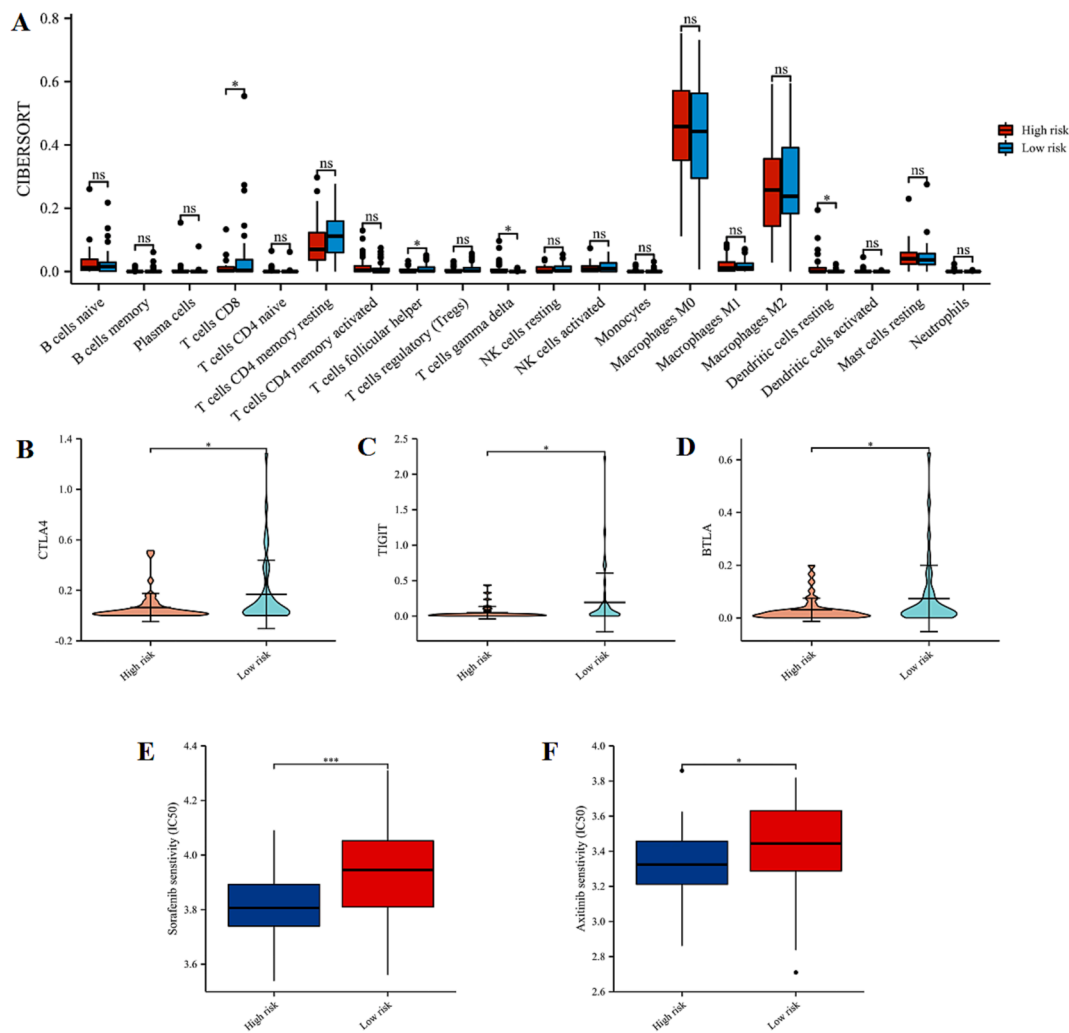 A
CIBERSORT
0.8
0.6
0.4
0.2
0.0
ns
ns
ns
*
ns
ns
ns
*
ns
*
ns
ns
ns
ns
ns
ns
*
ns
ns
ns
High risk
Low risk
B cells naive
B cells memory
Plasma cells
T cells CD8
T cells CD4 naive
T cells CD4 memory resting
T cells CD4 memory activated
T cells follicular helper
T cells regulatory (Tregs)
T cells gamma delta
NK cells resting
NK cells activated
Monocytes
Macrophages M0
Macrophages M1
Macrophages M2
Dendritic cells resting
Dendritic cells activated
Mast cells resting
Neutrophils
B
CTLA4
1.4
1.0
0.6
0.2
-0.2
*
High risk
Low risk
C
TIGIT
2.5
2.0
1.5
1.0
0.5
0.0
*
High risk
Low risk
D
BTLA
0.6
0.4
0.2
0.0
*
High risk
Low risk
E
Sorafenib senstivity (IC50)
4.4
4.2
4.0
3.8
3.6
***
High risk
Low risk
F
Axitinib senstivity (IC50)
4.0
3.8
3.6
3.4
3.2
3.0
2.8
2.6
*
High risk
Low risk